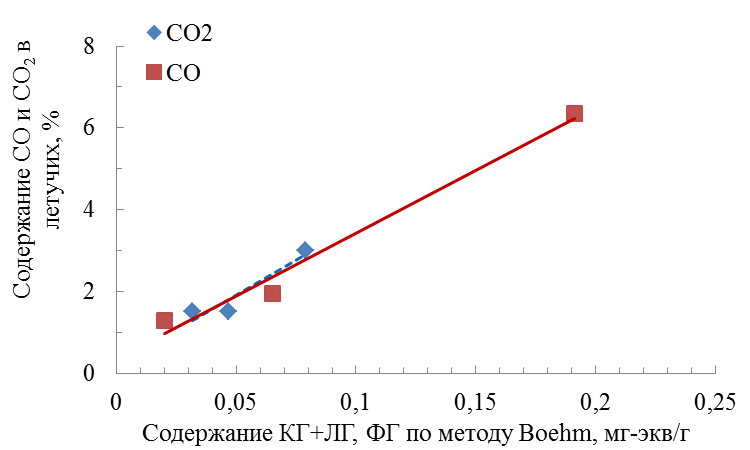 CO2
CO
Содержание CO и CO₂ в
летучих, %
8
6
4
2
0
0
0,05
0,1
0,15
0,2
0,25
Содержание КГ+ЛГ, ФГ по методу Boehm, мг-экв/г